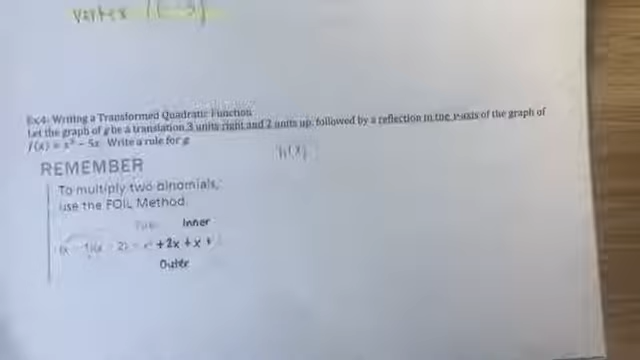 vertex
Ex4: Writing a Transformed Quadratic Function
Let the graph of g be a translation 3 units right and 2 units up, followed by a reflection in the y-axis of the graph of
f(x) = x² − 5x. Write a rule for g
h(x)
REMEMBER
To multiply two binomials,
use the FOIL Method.
Inner
+ 2x + x +
Outer